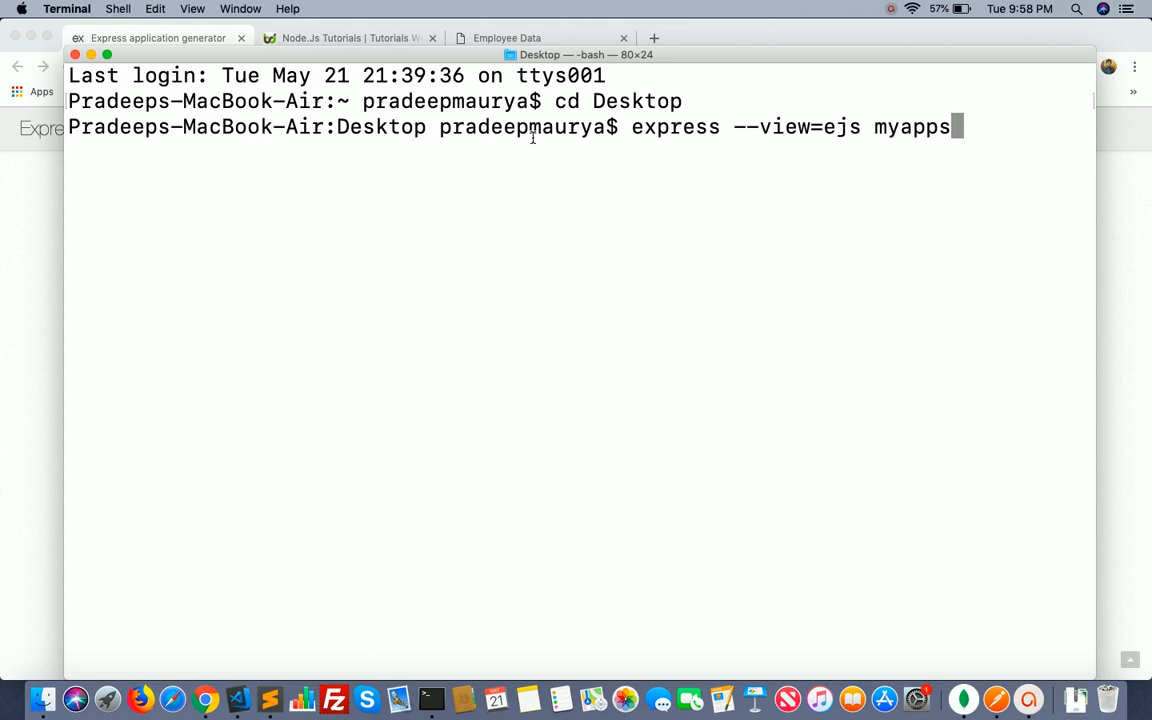 Terminal Shell Edit View Window Help 57% Tue 9:58 PM
ex Express application generator Node.Js Tutorials | Tutorials W Employee Data
Desktop — -bash — 80×24
Last login: Tue May 21 21:39:36 on ttys001
Apps
Pradeeps-MacBook-Air:~ pradeepmaurya$ cd Desktop
Expre
Pradeeps-MacBook-Air:Desktop pradeepmaurya$ express --view=ejs myapps